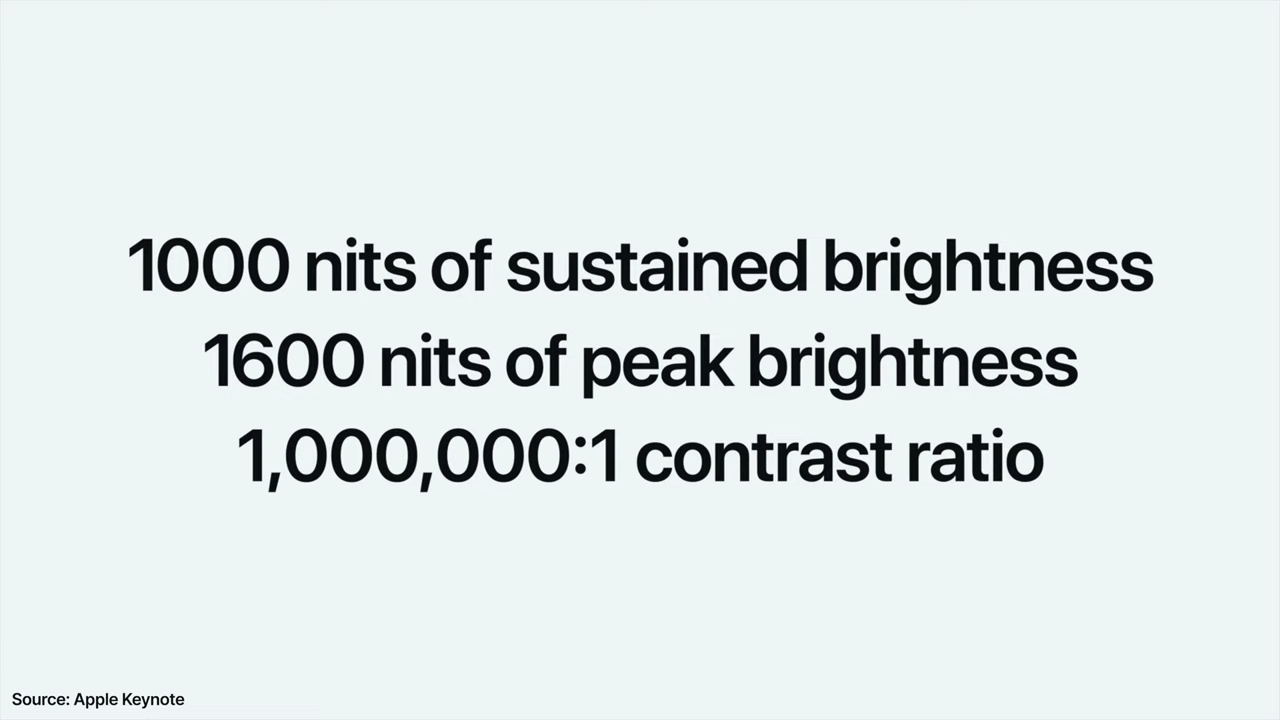 1000 nits of sustained brightness
1600 nits of peak brightness
1,000,000:1 contrast ratio
Source: Apple Keynote